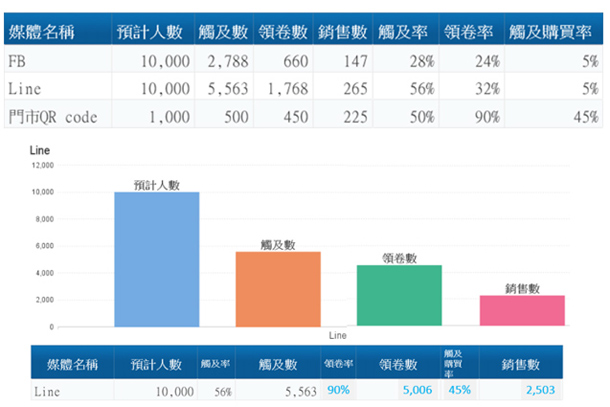 媒體名稱 預計人數 觸及數 領卷數 銷售數 觸及率 領卷率 觸及購買率
FB 10,000 2,788 660 147 28% 24% 5%
Line 10,000 5,563 1,768 265 56% 32% 5%
門市QR code 1,000 500 450 225 50% 90% 45%
Line
12,000
10,000
8,000
6,000
4,000
2,000
0
預計人數
觸及數
領卷數
銷售數
Line
媒體名稱 預計人數 觸及率 觸及數 領卷率 領卷數 觸及購買率 銷售數
Line 10,000 56% 5,563 90% 5,006 45% 2,503